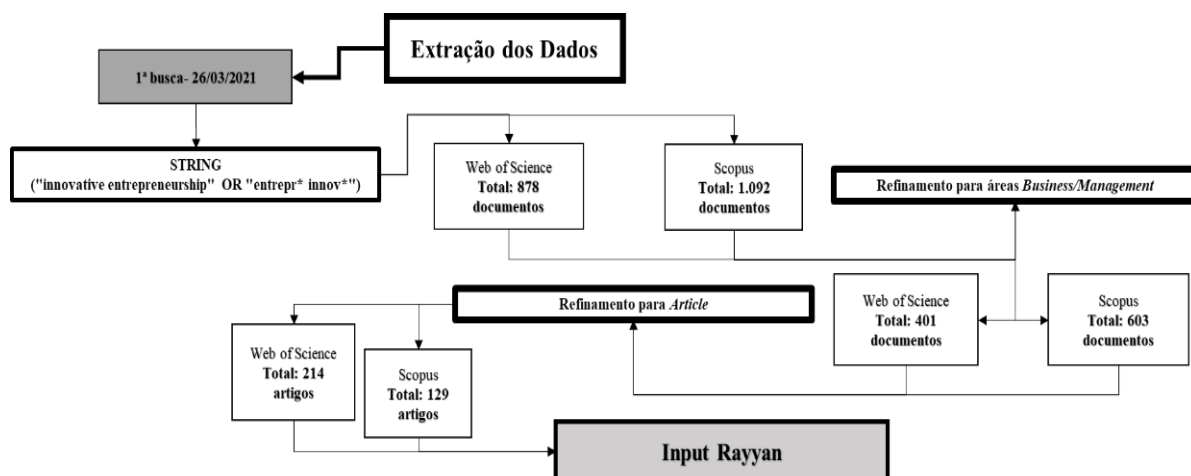 Extração dos Dados
1ª busca- 26/03/2021
STRING
("innovative entrepreneurship" OR "entrepr* innov*")
Web of Science
Total: 878
documentos
Scopus
Total: 1.092
documentos
Refinamento para áreas Business/Management
Web of Science
Total: 401
documentos
Scopus
Total: 603
documentos
Refinamento para Article
Web of Science
Total: 214
artigos
Scopus
Total: 129
artigos
Input Rayyan